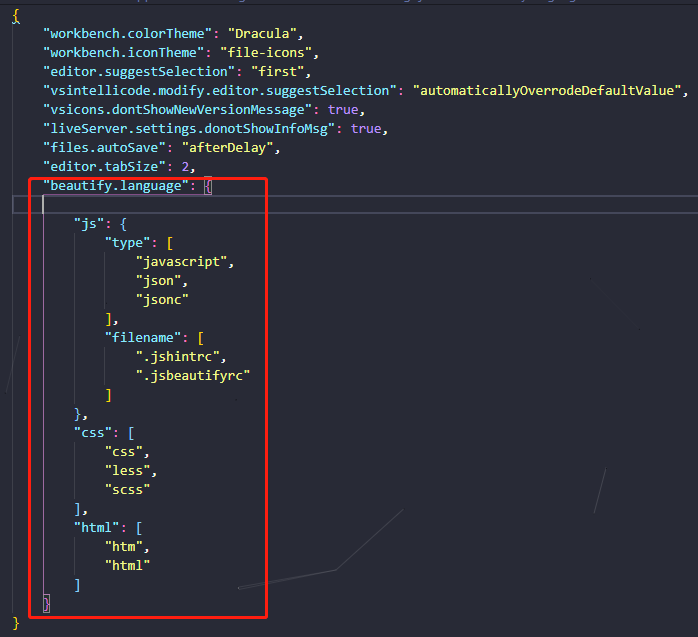 {
"workbench.colorTheme": "Dracula",
"workbench.iconTheme": "file-icons",
"editor.suggestSelection": "first",
"vsintellicode.modify.editor.suggestSelection": "automaticallyOverrodeDefaultValue",
"vsicons.dontShowNewVersionMessage": true,
"liveServer.settings.donotShowInfoMsg": true,
"files.autoSave": "afterDelay",
"editor.tabSize": 2,
"beautify.language": {
"js": {
"type": [
"javascript",
"json",
"jsonc"
],
"filename": [
".jshintrc",
".jsbeautifyrc"
]
},
"css": [
"css",
"less",
"scss"
],
"html": [
"htm",
"html"
]
}
}